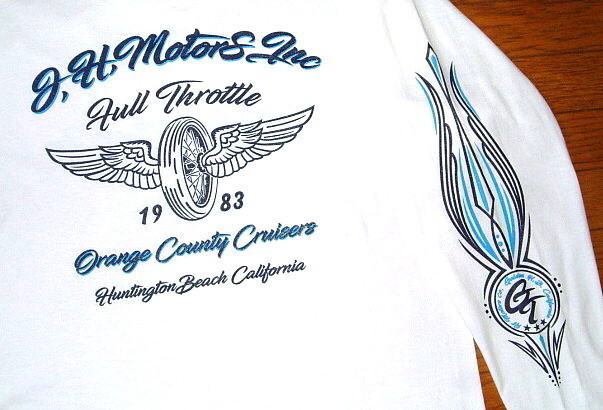 J.H. Motors Inc
Full Throttle
19 83
Orange County Cruisers
Huntington Beach California